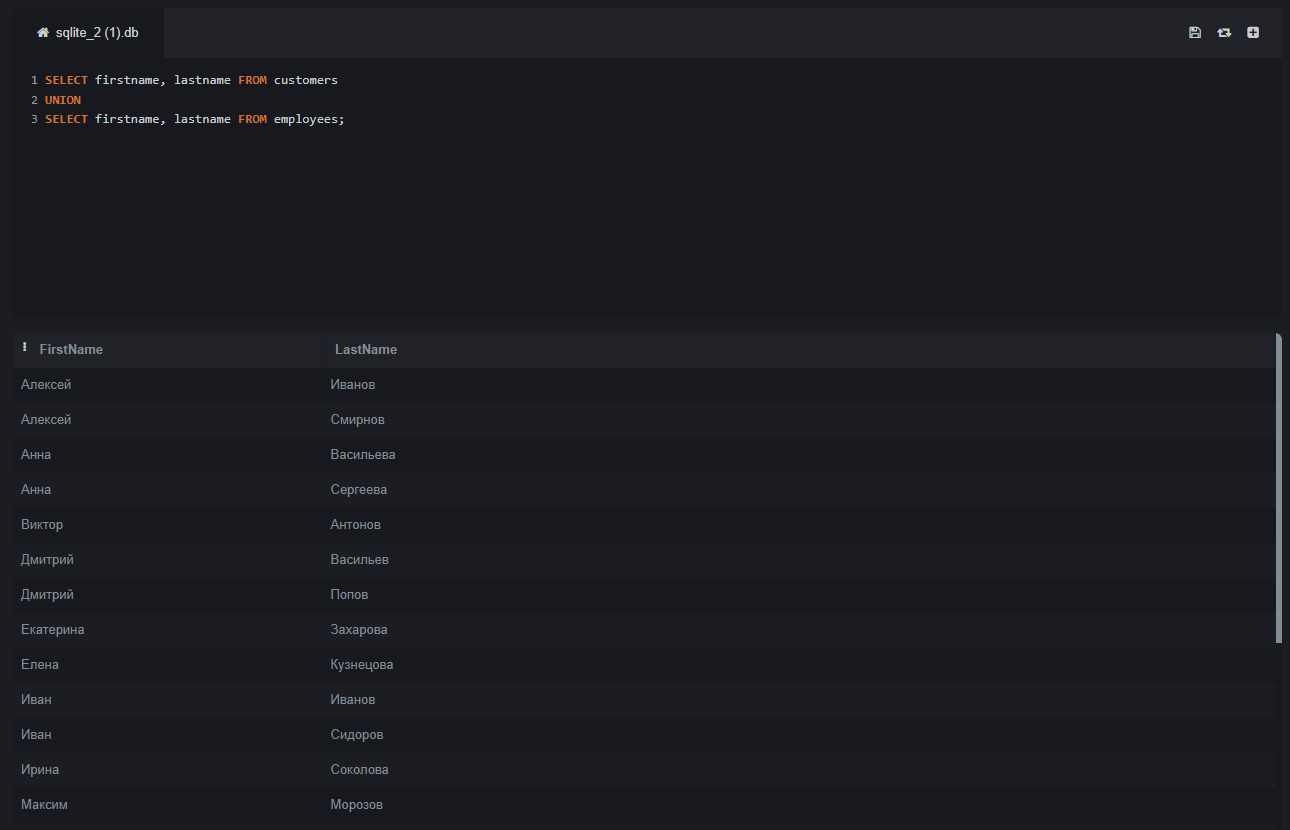 sqlite_2 (1).db
1 SELECT firstname, lastname FROM customers
2 UNION
3 SELECT firstname, lastname FROM employees;
FirstName LastName
Алексей Иванов
Алексей Смирнов
Анна Васильева
Анна Сергеева
Виктор Антонов
Дмитрий Васильев
Дмитрий Попов
Екатерина Захарова
Елена Кузнецова
Иван Иванов
Иван Сидоров
Ирина Соколова
Максим Морозов